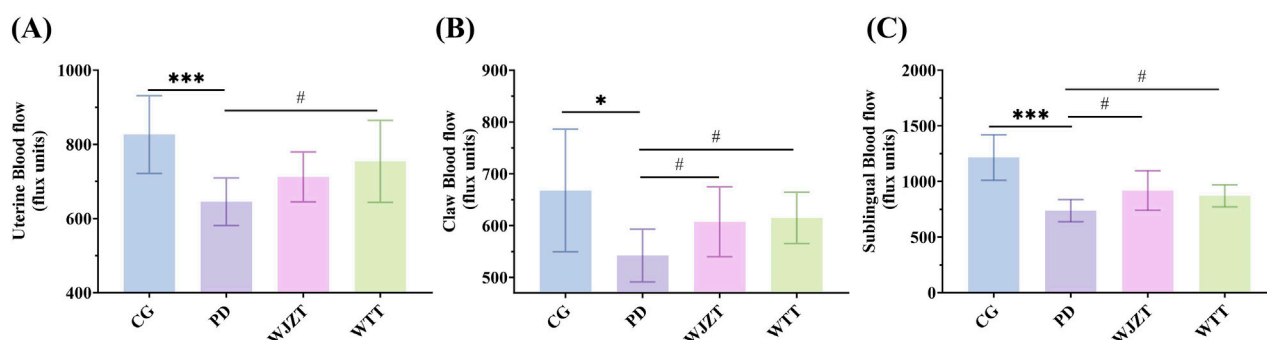 (A)
Uterine Blood flow
(flux units)
1000
800
600
400
***
#
CG
PD
WJZT
WTT
(B)
Claw Blood flow
(flux units)
900
800
700
600
500
*
#
#
CG
PD
WJZT
WTT
(C)
Sublingual Blood flow
(flux units)
2000
1500
1000
500
0
#
#
***
CG
PD
WJZT
WTT